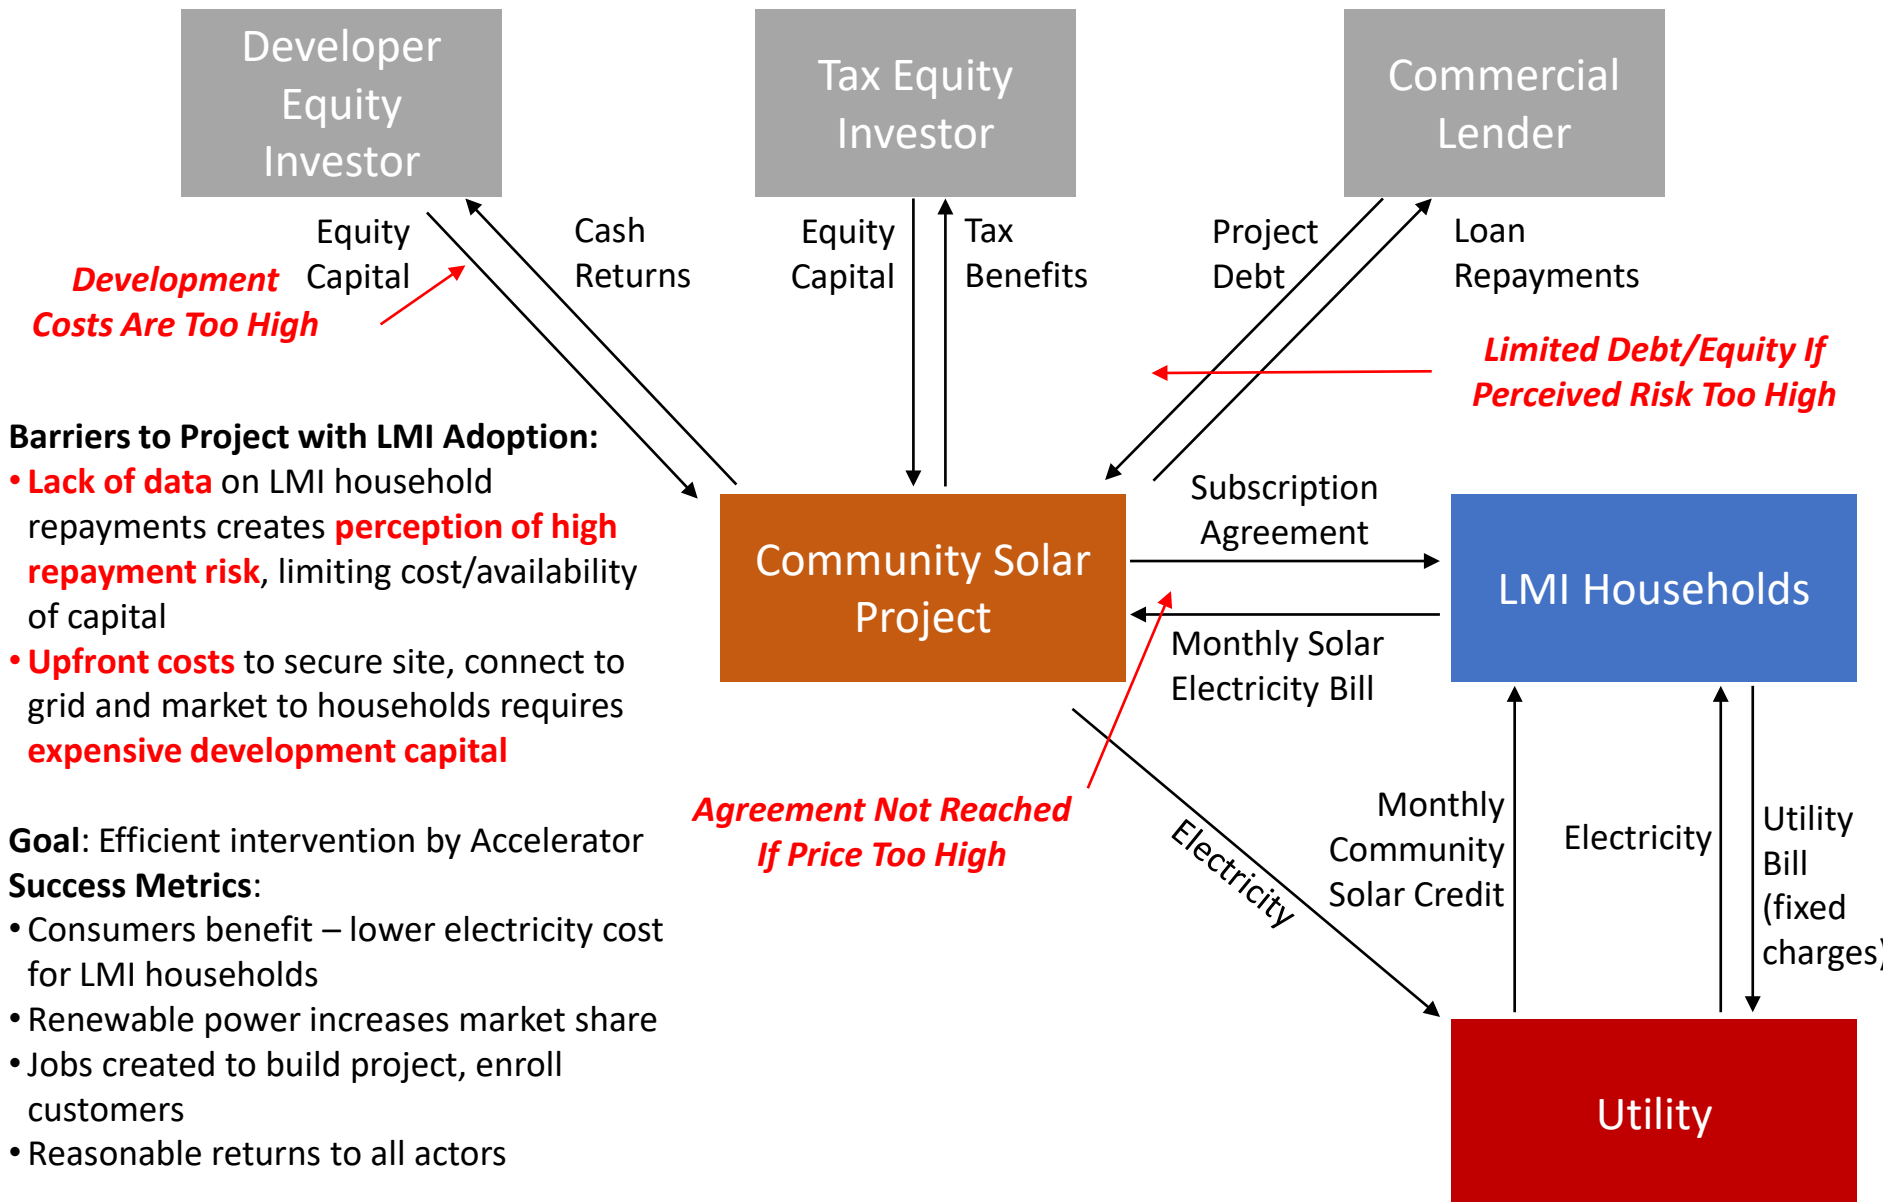 Developer
Equity
Investor
Tax Equity
Investor
Commercial
Lender
Equity
Capital
Cash
Returns
Equity
Capital
Tax
Benefits
Project
Debt
Loan
Repayments
Development
Costs Are Too High
Limited Debt/Equity If
Perceived Risk Too High
Barriers to Project with LMI Adoption:
• Lack of data on LMI household
repayments creates perception of high
repayment risk, limiting cost/availability
of capital
• Upfront costs to secure site, connect to
grid and market to households requires
expensive development capital
Goal: Efficient intervention by Accelerator
Success Metrics:
• Consumers benefit – lower electricity cost
for LMI households
• Renewable power increases market share
• Jobs created to build project, enroll
customers
• Reasonable returns to all actors
Community Solar
Project
Subscription
Agreement
Monthly Solar
Electricity Bill
LMI Households
Agreement Not Reached
If Price Too High
Electricity
Monthly
Community
Solar Credit
Electricity
Utility
Bill
(fixed
charges)
Utility